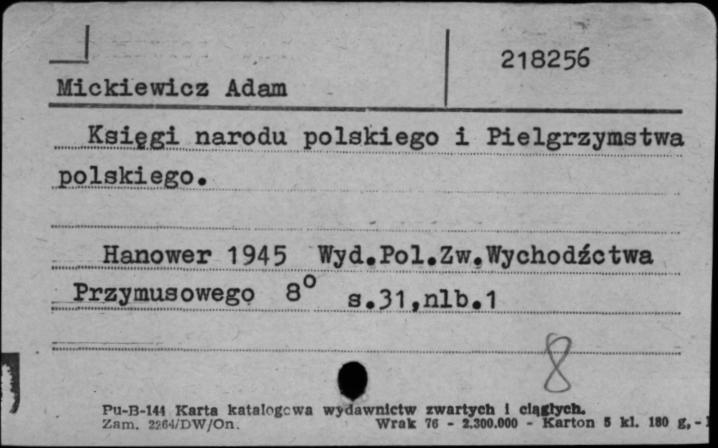 218256
Mickiewicz Adam
Księgi narodu polskiego i Pielgrzymstwa
polskiego.
Hanower 1945 Wyd.Pol.Zw.Wychodźctwa
Przymusowego 8° s.31,nlb.1
8
Pu-B-144 Karta katalogowa wydawnictw zwartych i ciągłych.
Zam. 2264/DW/On. Wrak 76 - 2.300.000 - Karton 5 kl. 180 g,-